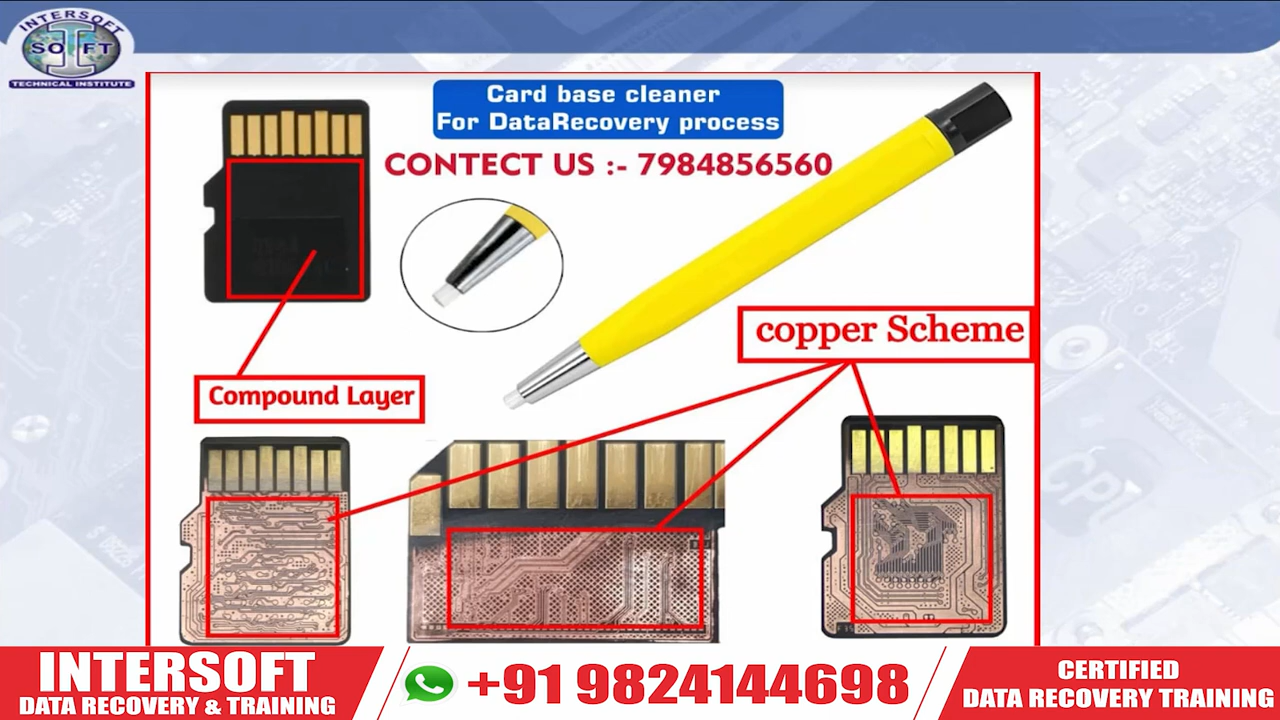 INTERSOFT
SOFT
TECHNICAL INSTITUTE
Card base cleaner
For DataRecovery process
CONTECT US :- 7984856560
copper Scheme
Compound Layer
INTERSOFT
DATA RECOVERY & TRAINING
+91 9824144698
CERTIFIED
DATA RECOVERY TRAINING